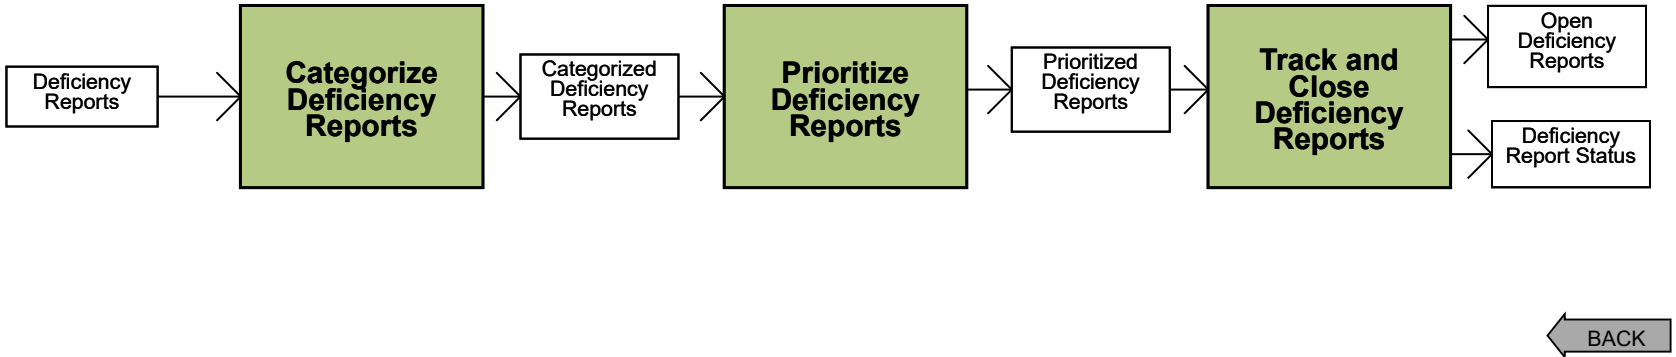 Deficiency
Reports
Categorize
Deficiency
Reports
Categorized
Deficiency
Reports
Prioritize
Deficiency
Reports
Prioritized
Deficiency
Reports
Track and
Close
Deficiency
Reports
Open
Deficiency
Reports
Deficiency
Report Status
BACK